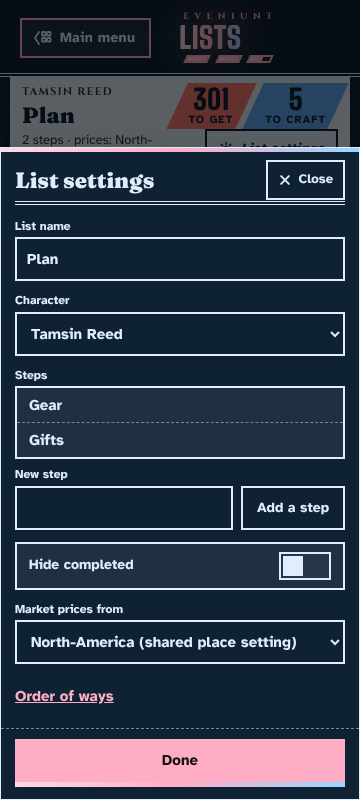 Main menu
EVENIUNT
LISTS
TAMSIN REED
Plan
2 steps · prices: North-
301
TO GET
5
TO CRAFT
List settings
List settings
Close
List name
Plan
Character
Tamsin Reed
Steps
Gear
Gifts
New step
Add a step
Hide completed
Market prices from
North-America (shared place setting)
Order of ways
Done